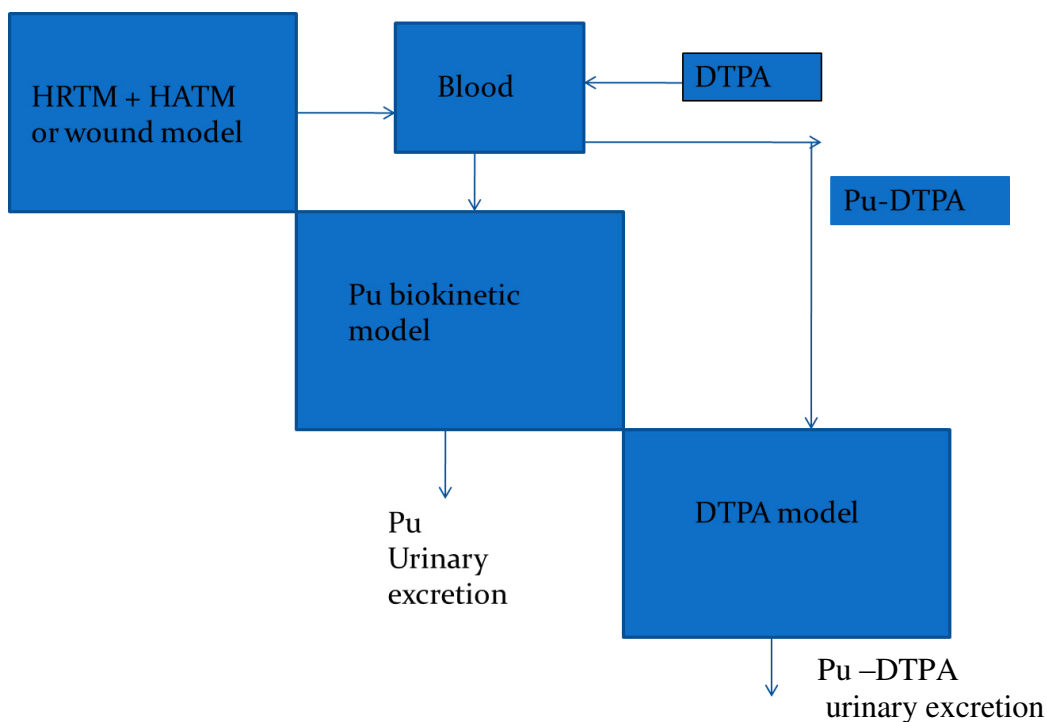 HRTM + HATM
or wound model
Blood
DTPA
Pu-DTPA
Pu biokinetic
model
DTPA model
Pu
Urinary
excretion
Pu –DTPA
urinary excretion